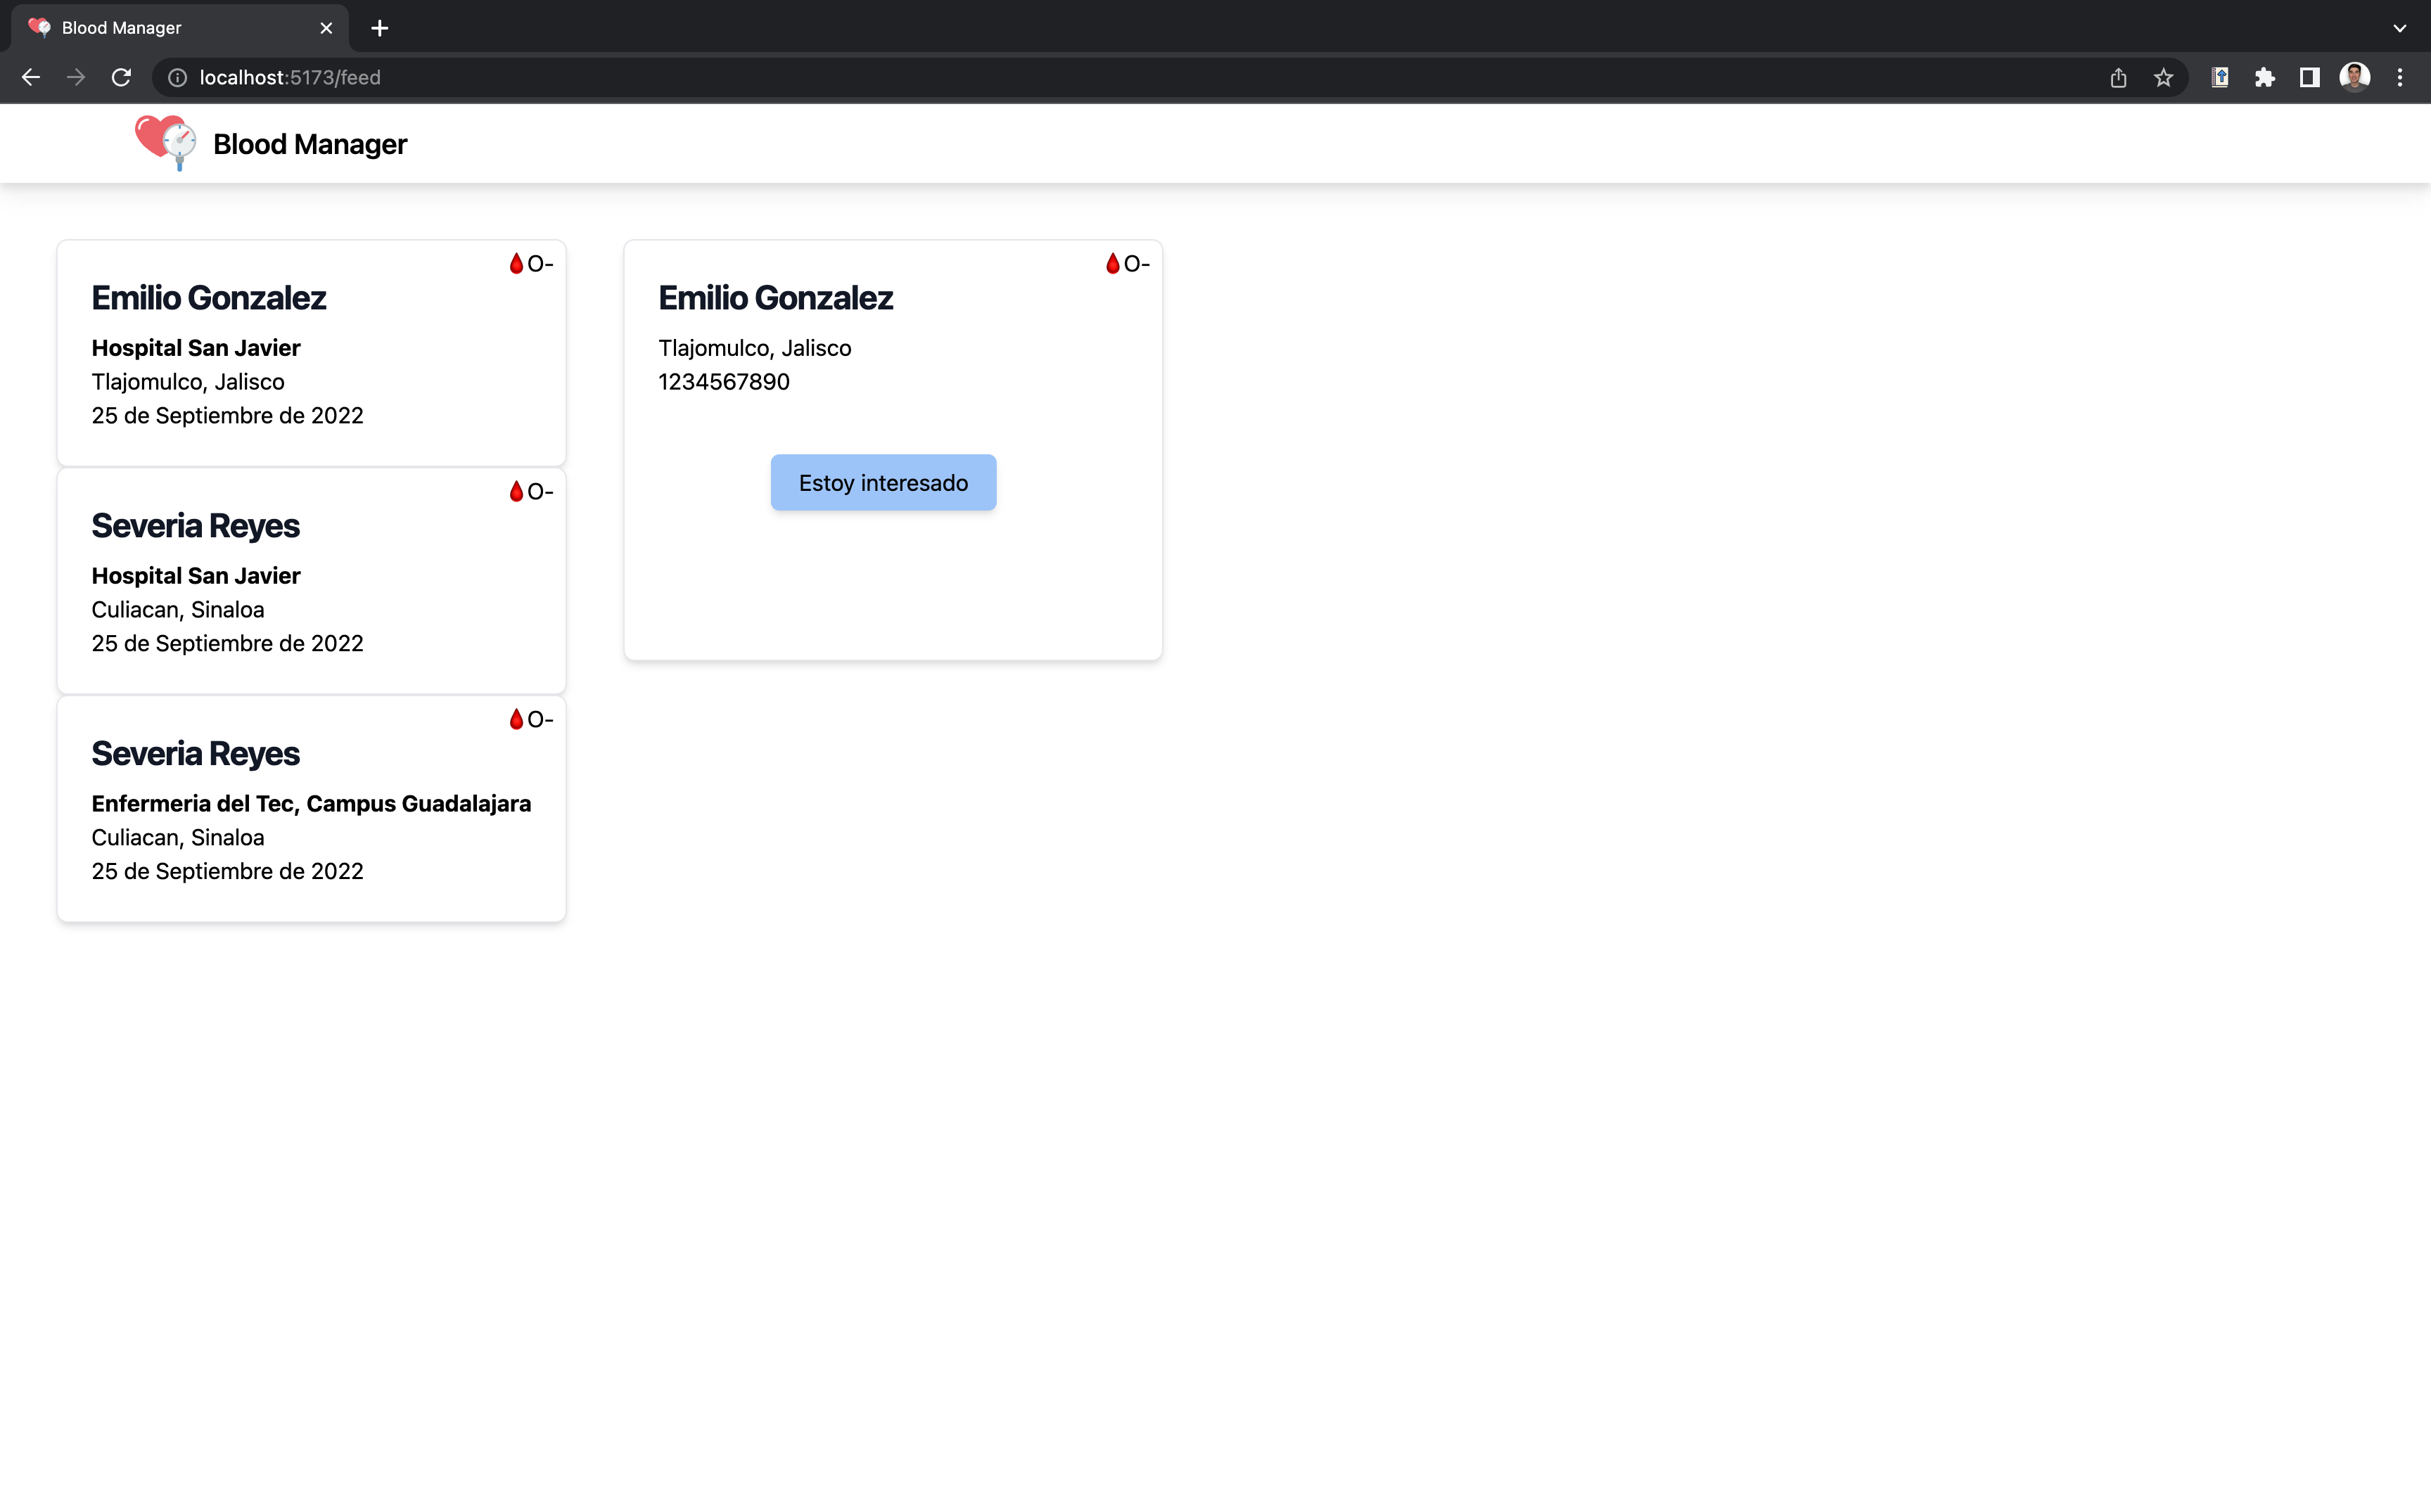 Blood Manager
localhost:5173/feed
Blood Manager
O-
Emilio Gonzalez
Hospital San Javier
Tlajomulco, Jalisco
25 de Septiembre de 2022
O-
Severia Reyes
Hospital San Javier
Culiacan, Sinaloa
25 de Septiembre de 2022
O-
Severia Reyes
Enfermeria del Tec, Campus Guadalajara
Culiacan, Sinaloa
25 de Septiembre de 2022
O-
Emilio Gonzalez
Tlajomulco, Jalisco
1234567890
Estoy interesado